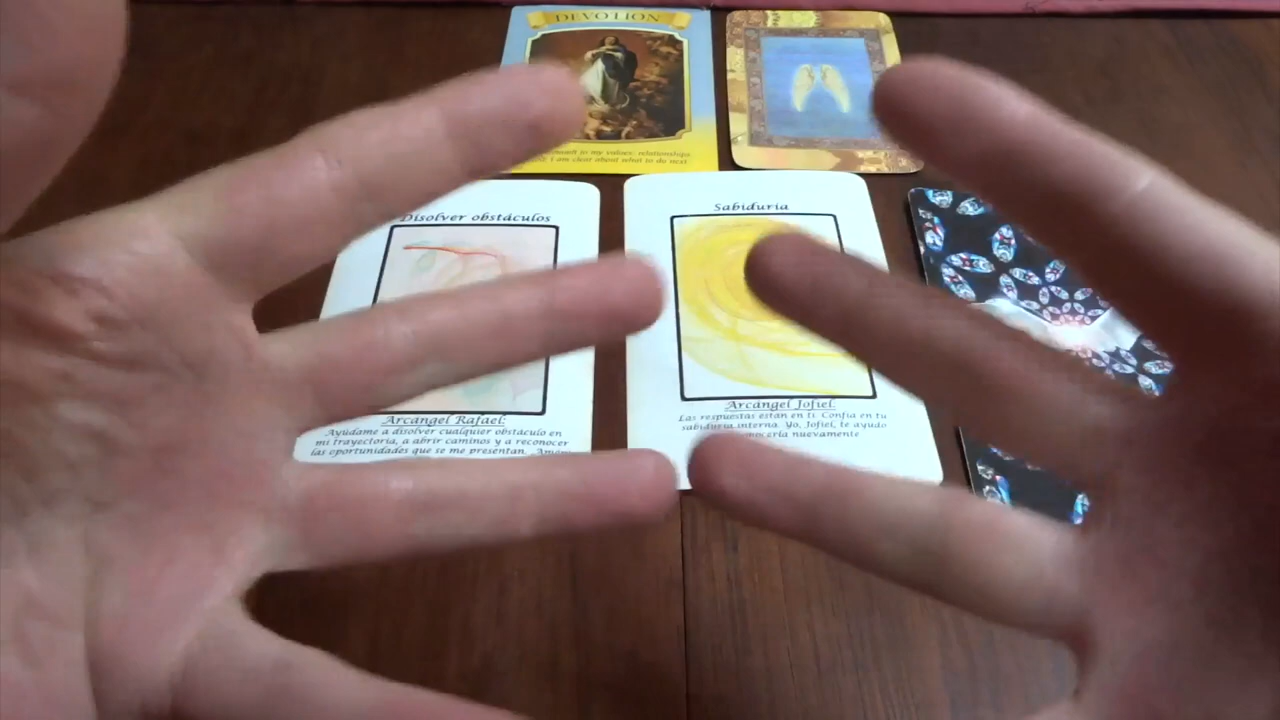 DEVOTION
to my values: relationships
I am clear about what to do next
Disolver obstáculos
Sabiduría
Arcángel Rafael:
Ayúdame a disolver cualquier obstáculo en
mi trayectoria, a abrir caminos y a reconocer
las oportunidades que se me presentan.
Arcángel Jofiel:
Las respuestas están en ti. Confía en tu
sabiduría interna. Yo, Jofiel, te ayudo
nuevamente